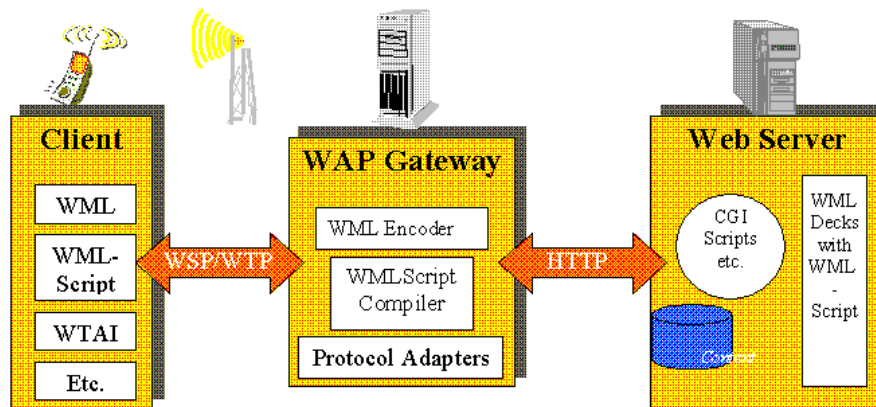 Client
WML
WML-
Script
WTAI
Etc.
WSP/WTP
WAP Gateway
WML Encoder
WMLScript
Compiler
Protocol Adapters
HTTP
Web Server
CGI
Scripts
etc.
Content
WML
Decks
with
WML
-
Script